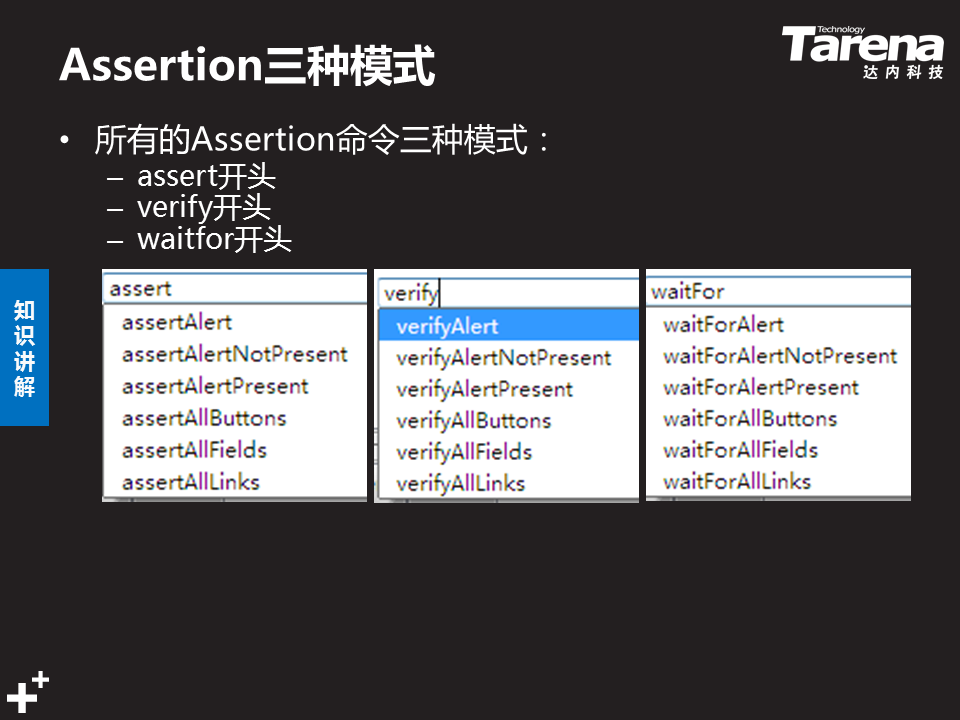 Assertion三种模式
Technology
Tarena
达内科技
• 所有的Assertion命令三种模式：
– assert开头
– verify开头
– waitfor开头
知识讲解
assert
assertAlert
assertAlertNotPresent
assertAlertPresent
assertAllButtons
assertAllFields
assertAllLinks
verify
verifyAlert
verifyAlertNotPresent
verifyAlertPresent
verifyAllButtons
verifyAllFields
verifyAllLinks
waitFor
waitForAlert
waitForAlertNotPresent
waitForAlertPresent
waitForAllButtons
waitForAllFields
waitForAllLinks